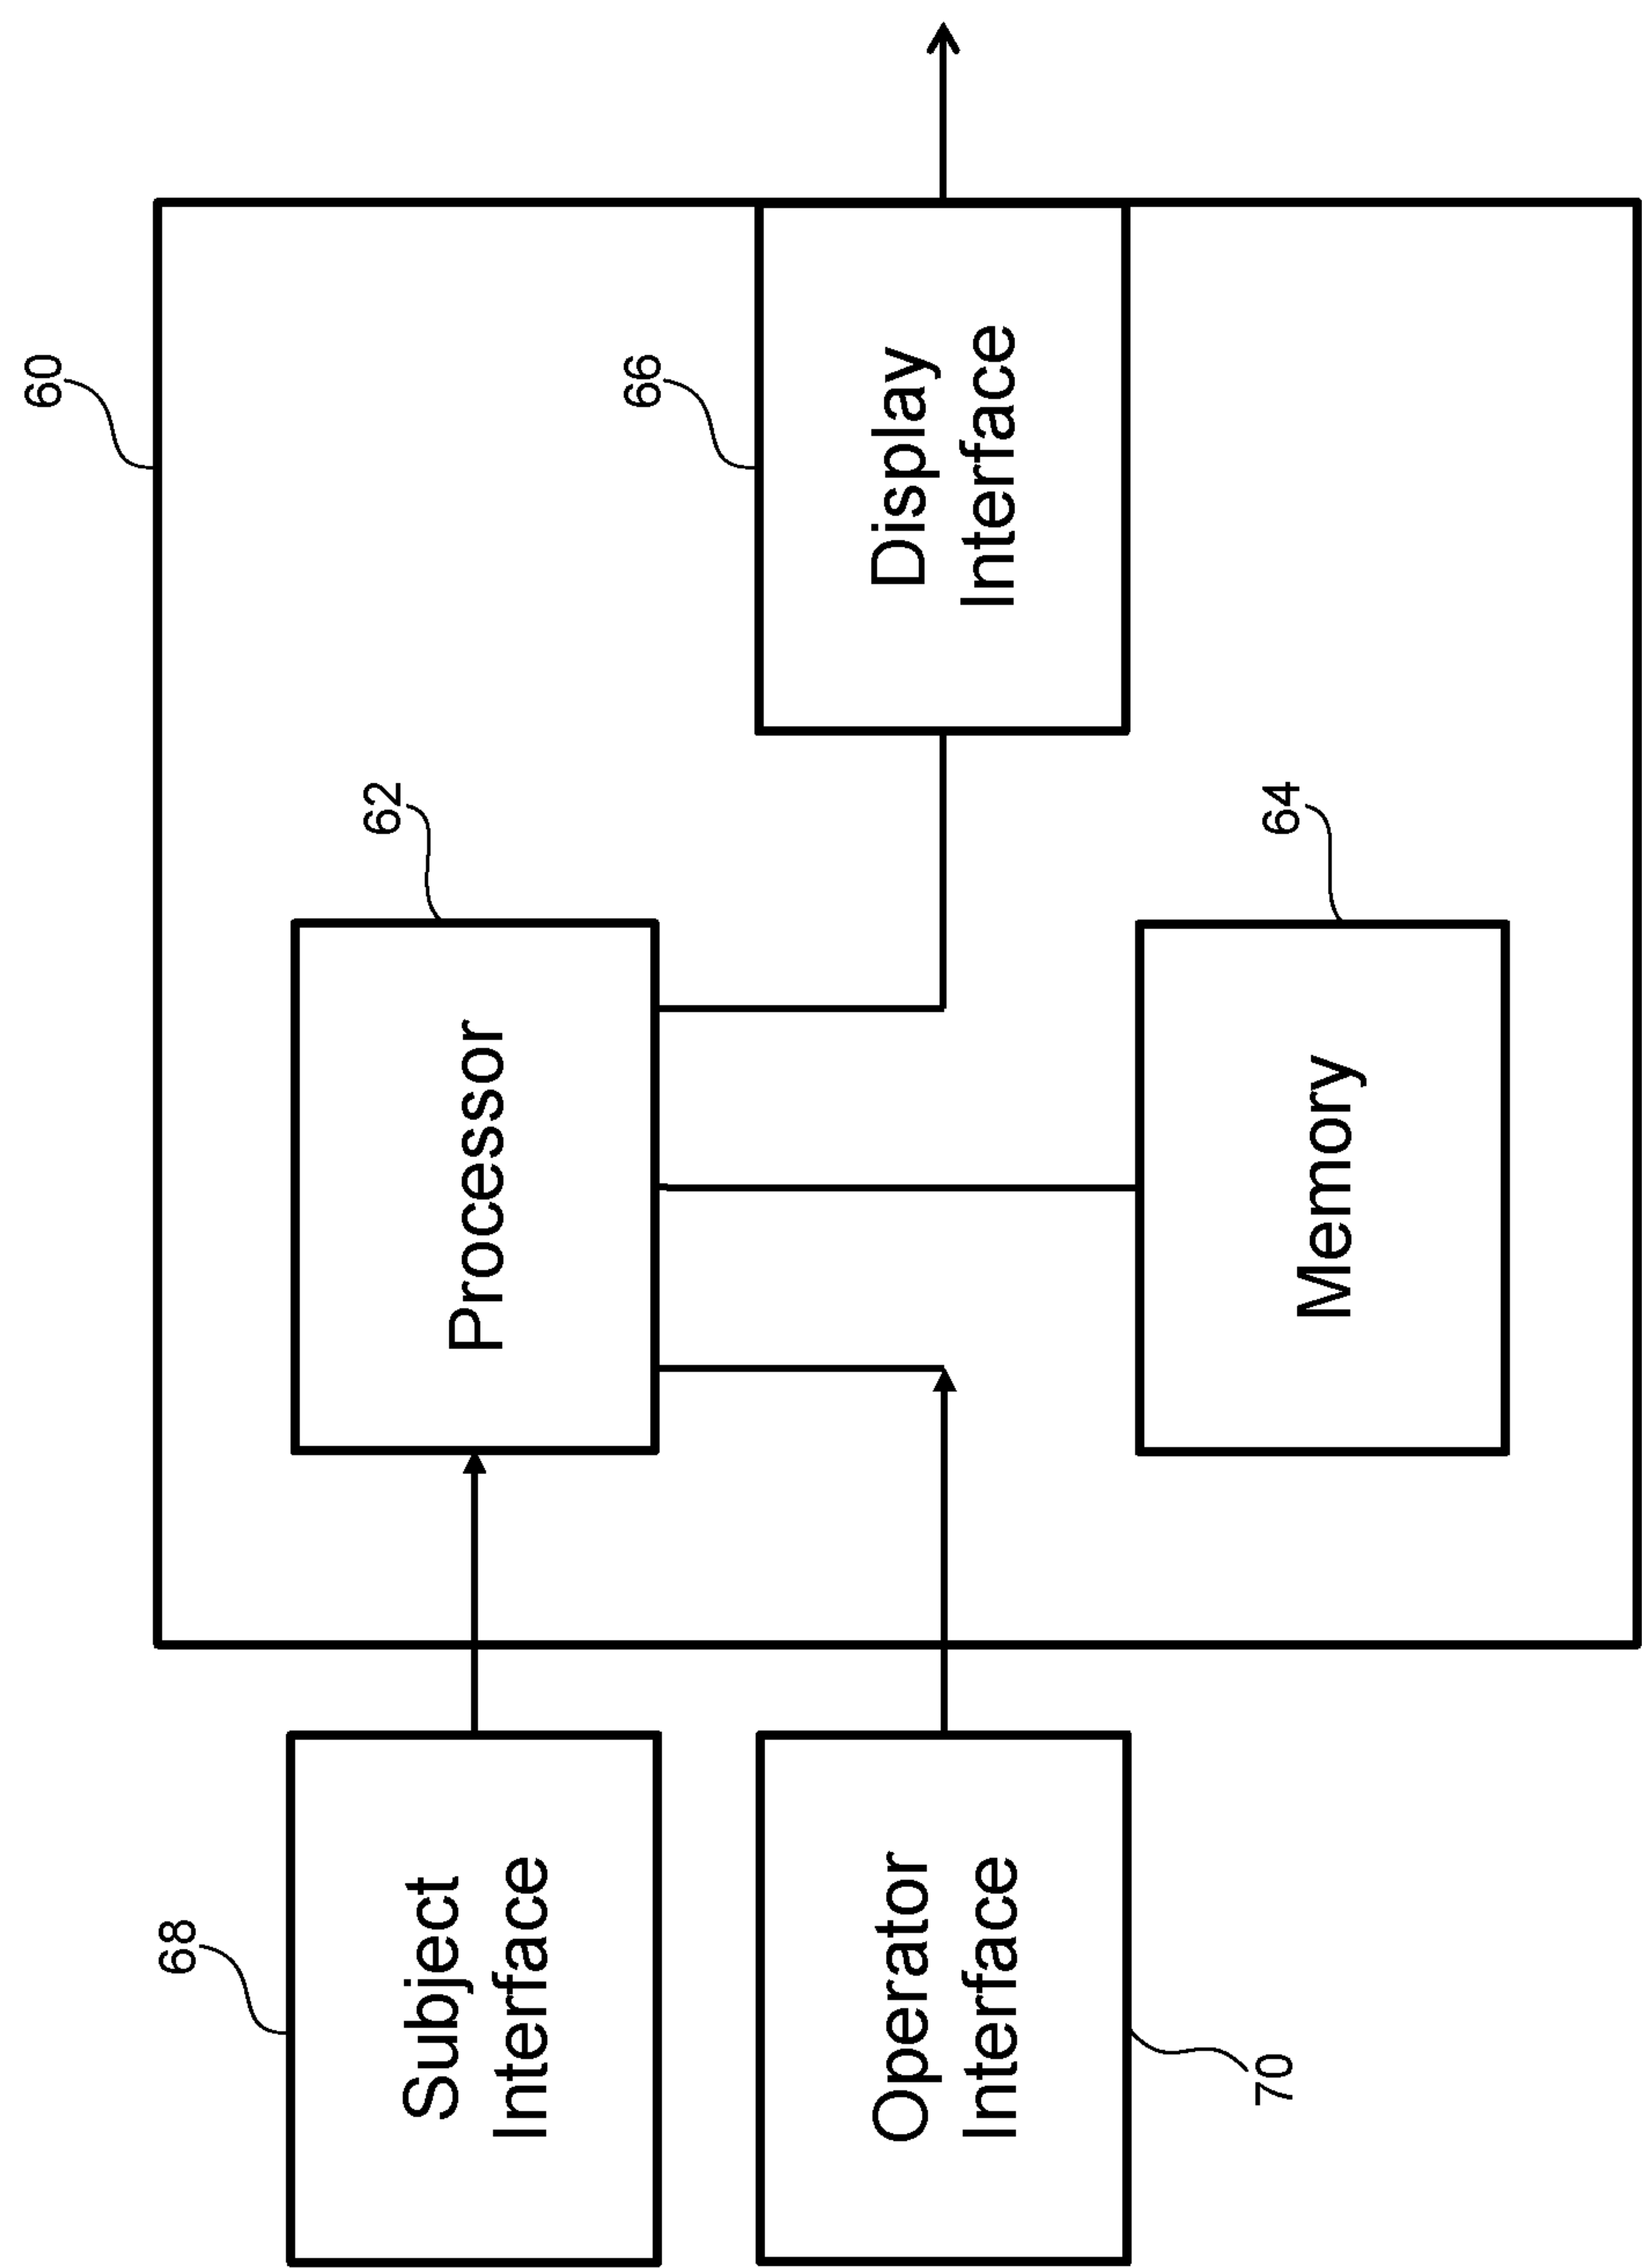 60
62
Processor
66
Display
Interface
64
Memory
68
Subject
Interface
Operator
Interface
70